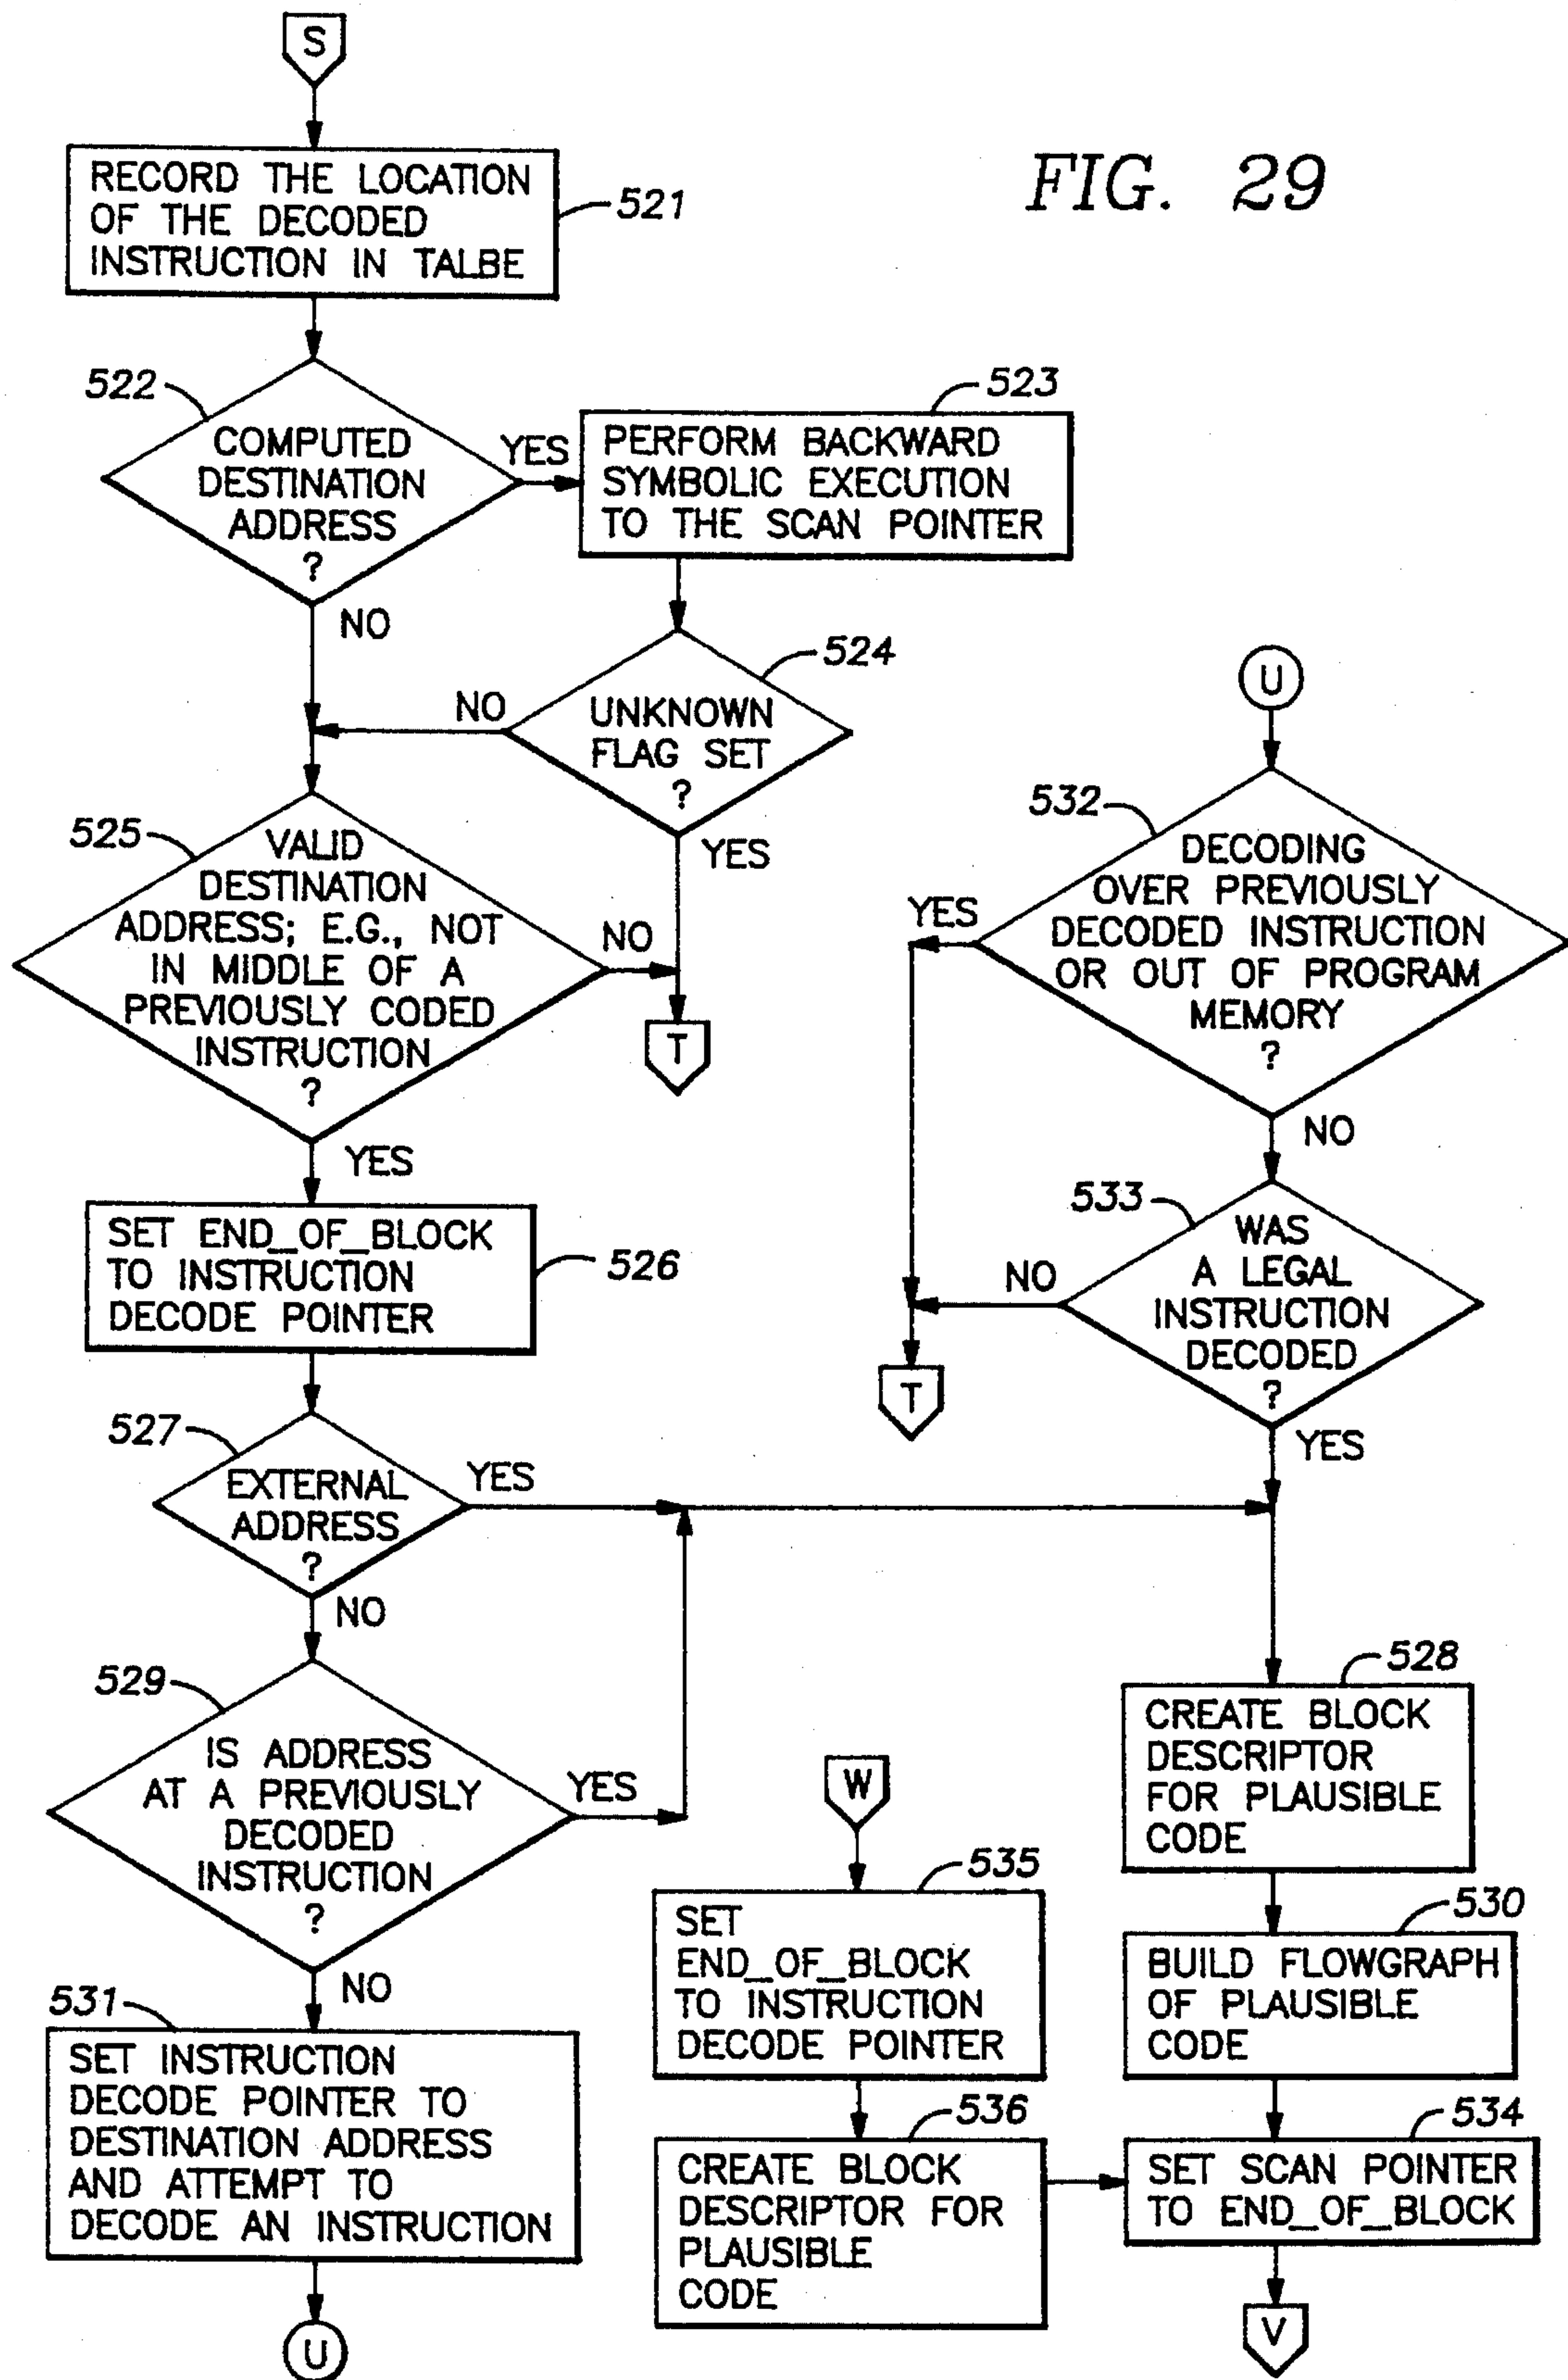 S
RECORD THE LOCATION
OF THE DECODED
INSTRUCTION IN TALBE
521
FIG. 29
522
COMPUTED
DESTINATION
ADDRESS
?
YES
NO
523
PERFORM BACKWARD
SYMBOLIC EXECUTION
TO THE SCAN POINTER
524
UNKNOWN
FLAG SET
?
NO
YES
525
VALID
DESTINATION
ADDRESS; E.G., NOT
IN MIDDLE OF A
PREVIOUSLY CODED
INSTRUCTION
?
NO
YES
T
526
SET END_OF_BLOCK
TO INSTRUCTION
DECODE POINTER
527
EXTERNAL
ADDRESS
?
YES
NO
529
IS ADDRESS
AT A PREVIOUSLY
DECODED
INSTRUCTION
?
YES
NO
531
SET INSTRUCTION
DECODE POINTER TO
DESTINATION ADDRESS
AND ATTEMPT TO
DECODE AN INSTRUCTION
U
U
532
DECODING
OVER PREVIOUSLY
DECODED INSTRUCTION
OR OUT OF PROGRAM
MEMORY
?
YES
NO
533
WAS
A LEGAL
INSTRUCTION
DECODED
?
NO
YES
T
528
CREATE BLOCK
DESCRIPTOR
FOR PLAUSIBLE
CODE
530
BUILD FLOWGRAPH
OF PLAUSIBLE
CODE
W
535
SET
END_OF_BLOCK
TO INSTRUCTION
DECODE POINTER
536
CREATE BLOCK
DESCRIPTOR FOR
PLAUSIBLE
CODE
534
SET SCAN POINTER
TO END_OF_BLOCK
V